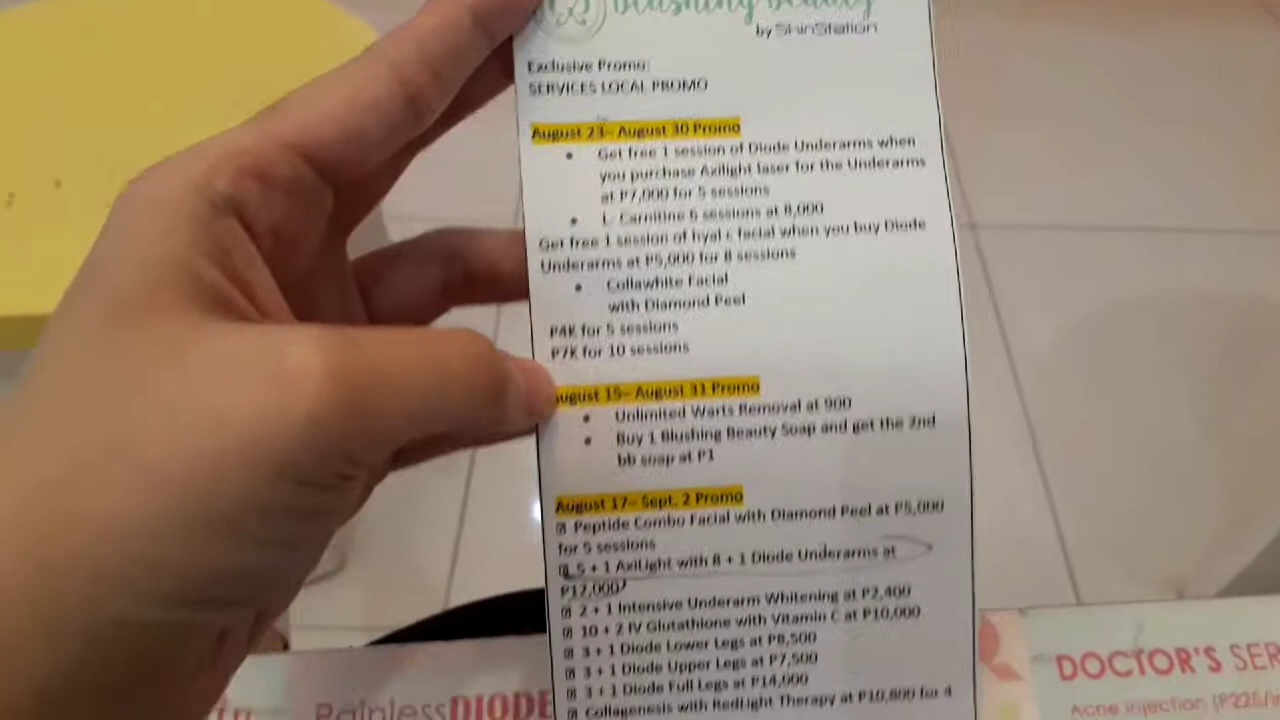 Blushing Beauty
by SkinStation
Exclusive Promo:
SERVICES LOCAL PROMO
August 23– August 30 Promo
• Get free 1 session of Diode Underarms when
you purchase Axilight laser for the Underarms
at P7,000 for 5 sessions
• L- Carnitine 6 sessions at 8,000
Get free 1 session of hyal c facial when you buy Diode
Underarms at P5,000 for 8 sessions
• Collawhite Facial
with Diamond Peel
P4K for 5 sessions
P7K for 10 sessions
August 15– August 31 Promo
• Unlimited Warts Removal at 900
• Buy 1 Blushing Beauty Soap and get the 2nd
bb soap at P1
August 17– Sept. 2 Promo
Peptide Combo Facial with Diamond Peel at P5,000
for 5 sessions
5 + 1 AxiLight with 8 + 1 Diode Underarms at
P12,000
2 + 1 Intensive Underarm Whitening at P2,400
10 + 2 IV Glutathione with Vitamin C at P10,000
3 + 1 Diode Lower Legs at P8,500
3 + 1 Diode Upper Legs at P7,500
3 + 1 Diode Full Legs at P14,000
Collagenesis with RedLight Therapy at P10,800 for 4
PainlessDIODE
DOCTOR'S SER
Acne Injection (P225/